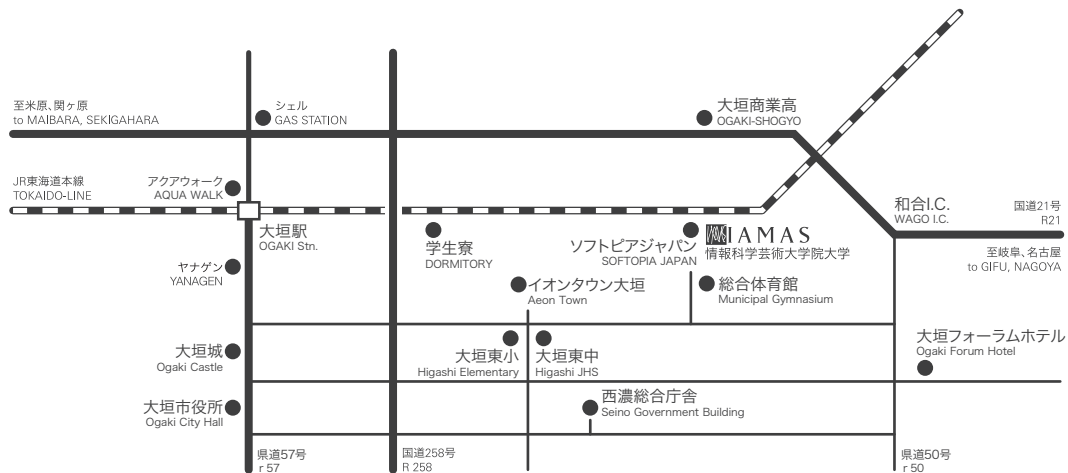 シェル
GAS STATION
大垣商業高
OGAKI-SHOGYO
至米原、関ヶ原
to MAIBARA, SEKIGAHARA
JR東海道本線
TOKAIDO-LINE
アクアウォーク
AQUA WALK
和合I.C.
WAGO I.C.
国道21号
R21
大垣駅
OGAKI Stn.
学生寮
DORMITORY
ソフトピアジャパン
SOFTOPIA JAPAN
IAMAS
情報科学芸術大学院大学
至岐阜、名古屋
to GIFU, NAGOYA
ヤナゲン
YANAGEN
イオンタウン大垣
Aeon Town
総合体育館
Municipal Gymnasium
大垣城
Ogaki Castle
大垣東小
Higashi Elementary
大垣東中
Higashi JHS
大垣フォーラムホテル
Ogaki Forum Hotel
大垣市役所
Ogaki City Hall
西濃総合庁舎
Seino Government Building
県道57号
r 57
国道258号
R 258
県道50号
r 50